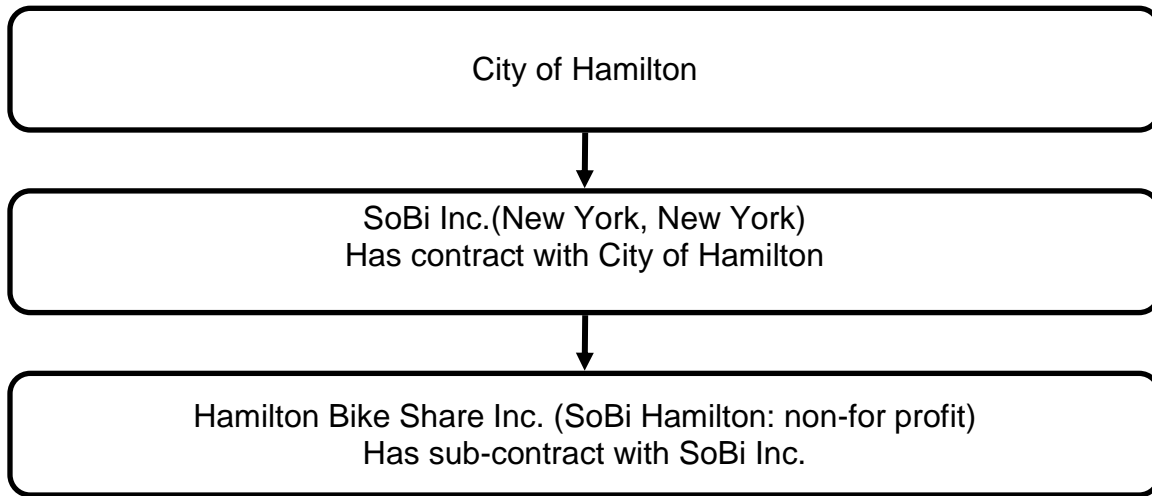 City of Hamilton
SoBi Inc.(New York, New York)
Has contract with City of Hamilton
Hamilton Bike Share Inc. (SoBi Hamilton: non-for profit)
Has sub-contract with SoBi Inc.